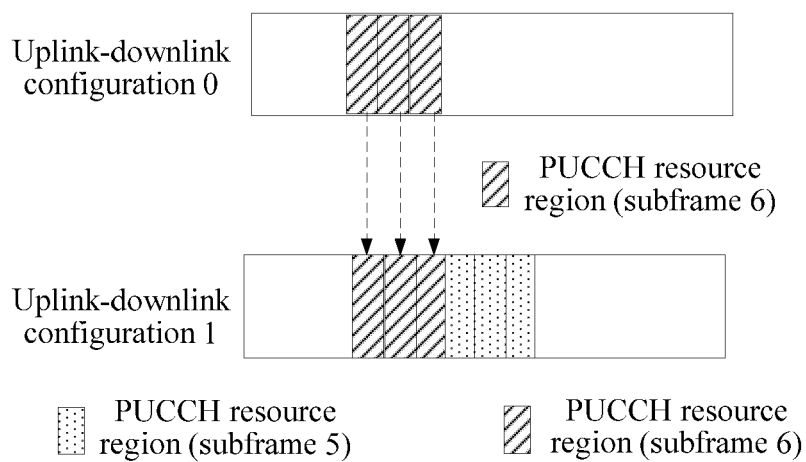 Uplink-downlink
configuration 0
PUCCH resource
region (subframe 6)
Uplink-downlink
configuration 1
PUCCH resource
region (subframe 5)
PUCCH resource
region (subframe 6)